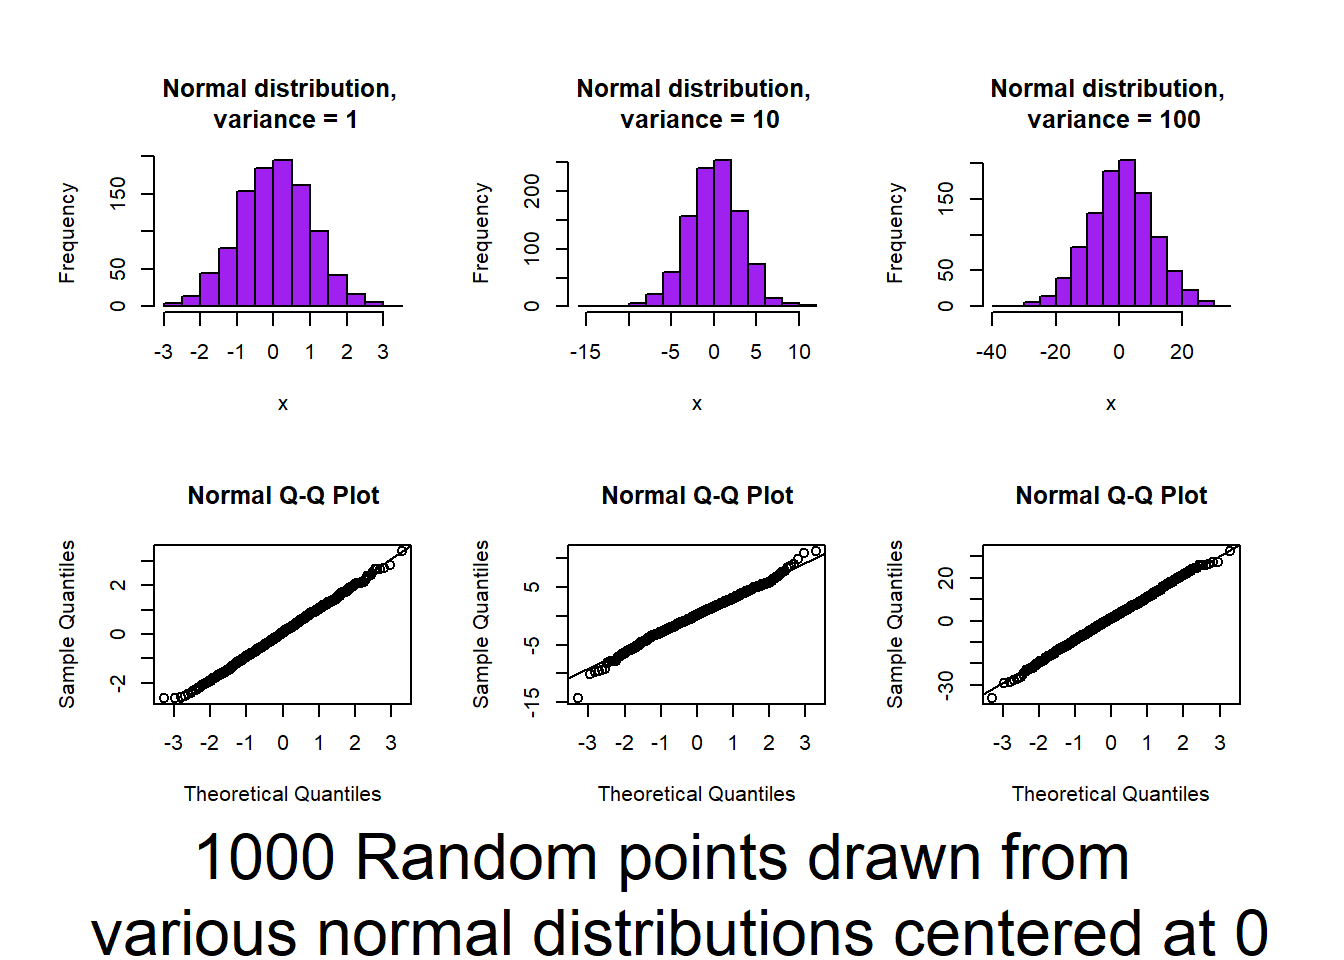 Normal distribution,
variance = 1
Frequency
0
50
150
-3 -2 -1 0 1 2 3
x
Normal distribution,
variance = 10
Frequency
0
100
200
-15 -5 0 5 10
x
Normal distribution,
variance = 100
Frequency
0
50
150
-40 -20 0 20
x
Normal Q-Q Plot
Sample Quantiles
-2
0
2
-3 -2 -1 0 1 2 3
Theoretical Quantiles
Normal Q-Q Plot
Sample Quantiles
-15
-5
5
-3 -2 -1 0 1 2 3
Theoretical Quantiles
Normal Q-Q Plot
Sample Quantiles
-30
0
20
-3 -2 -1 0 1 2 3
Theoretical Quantiles
1000 Random points drawn from
various normal distributions centered at 0